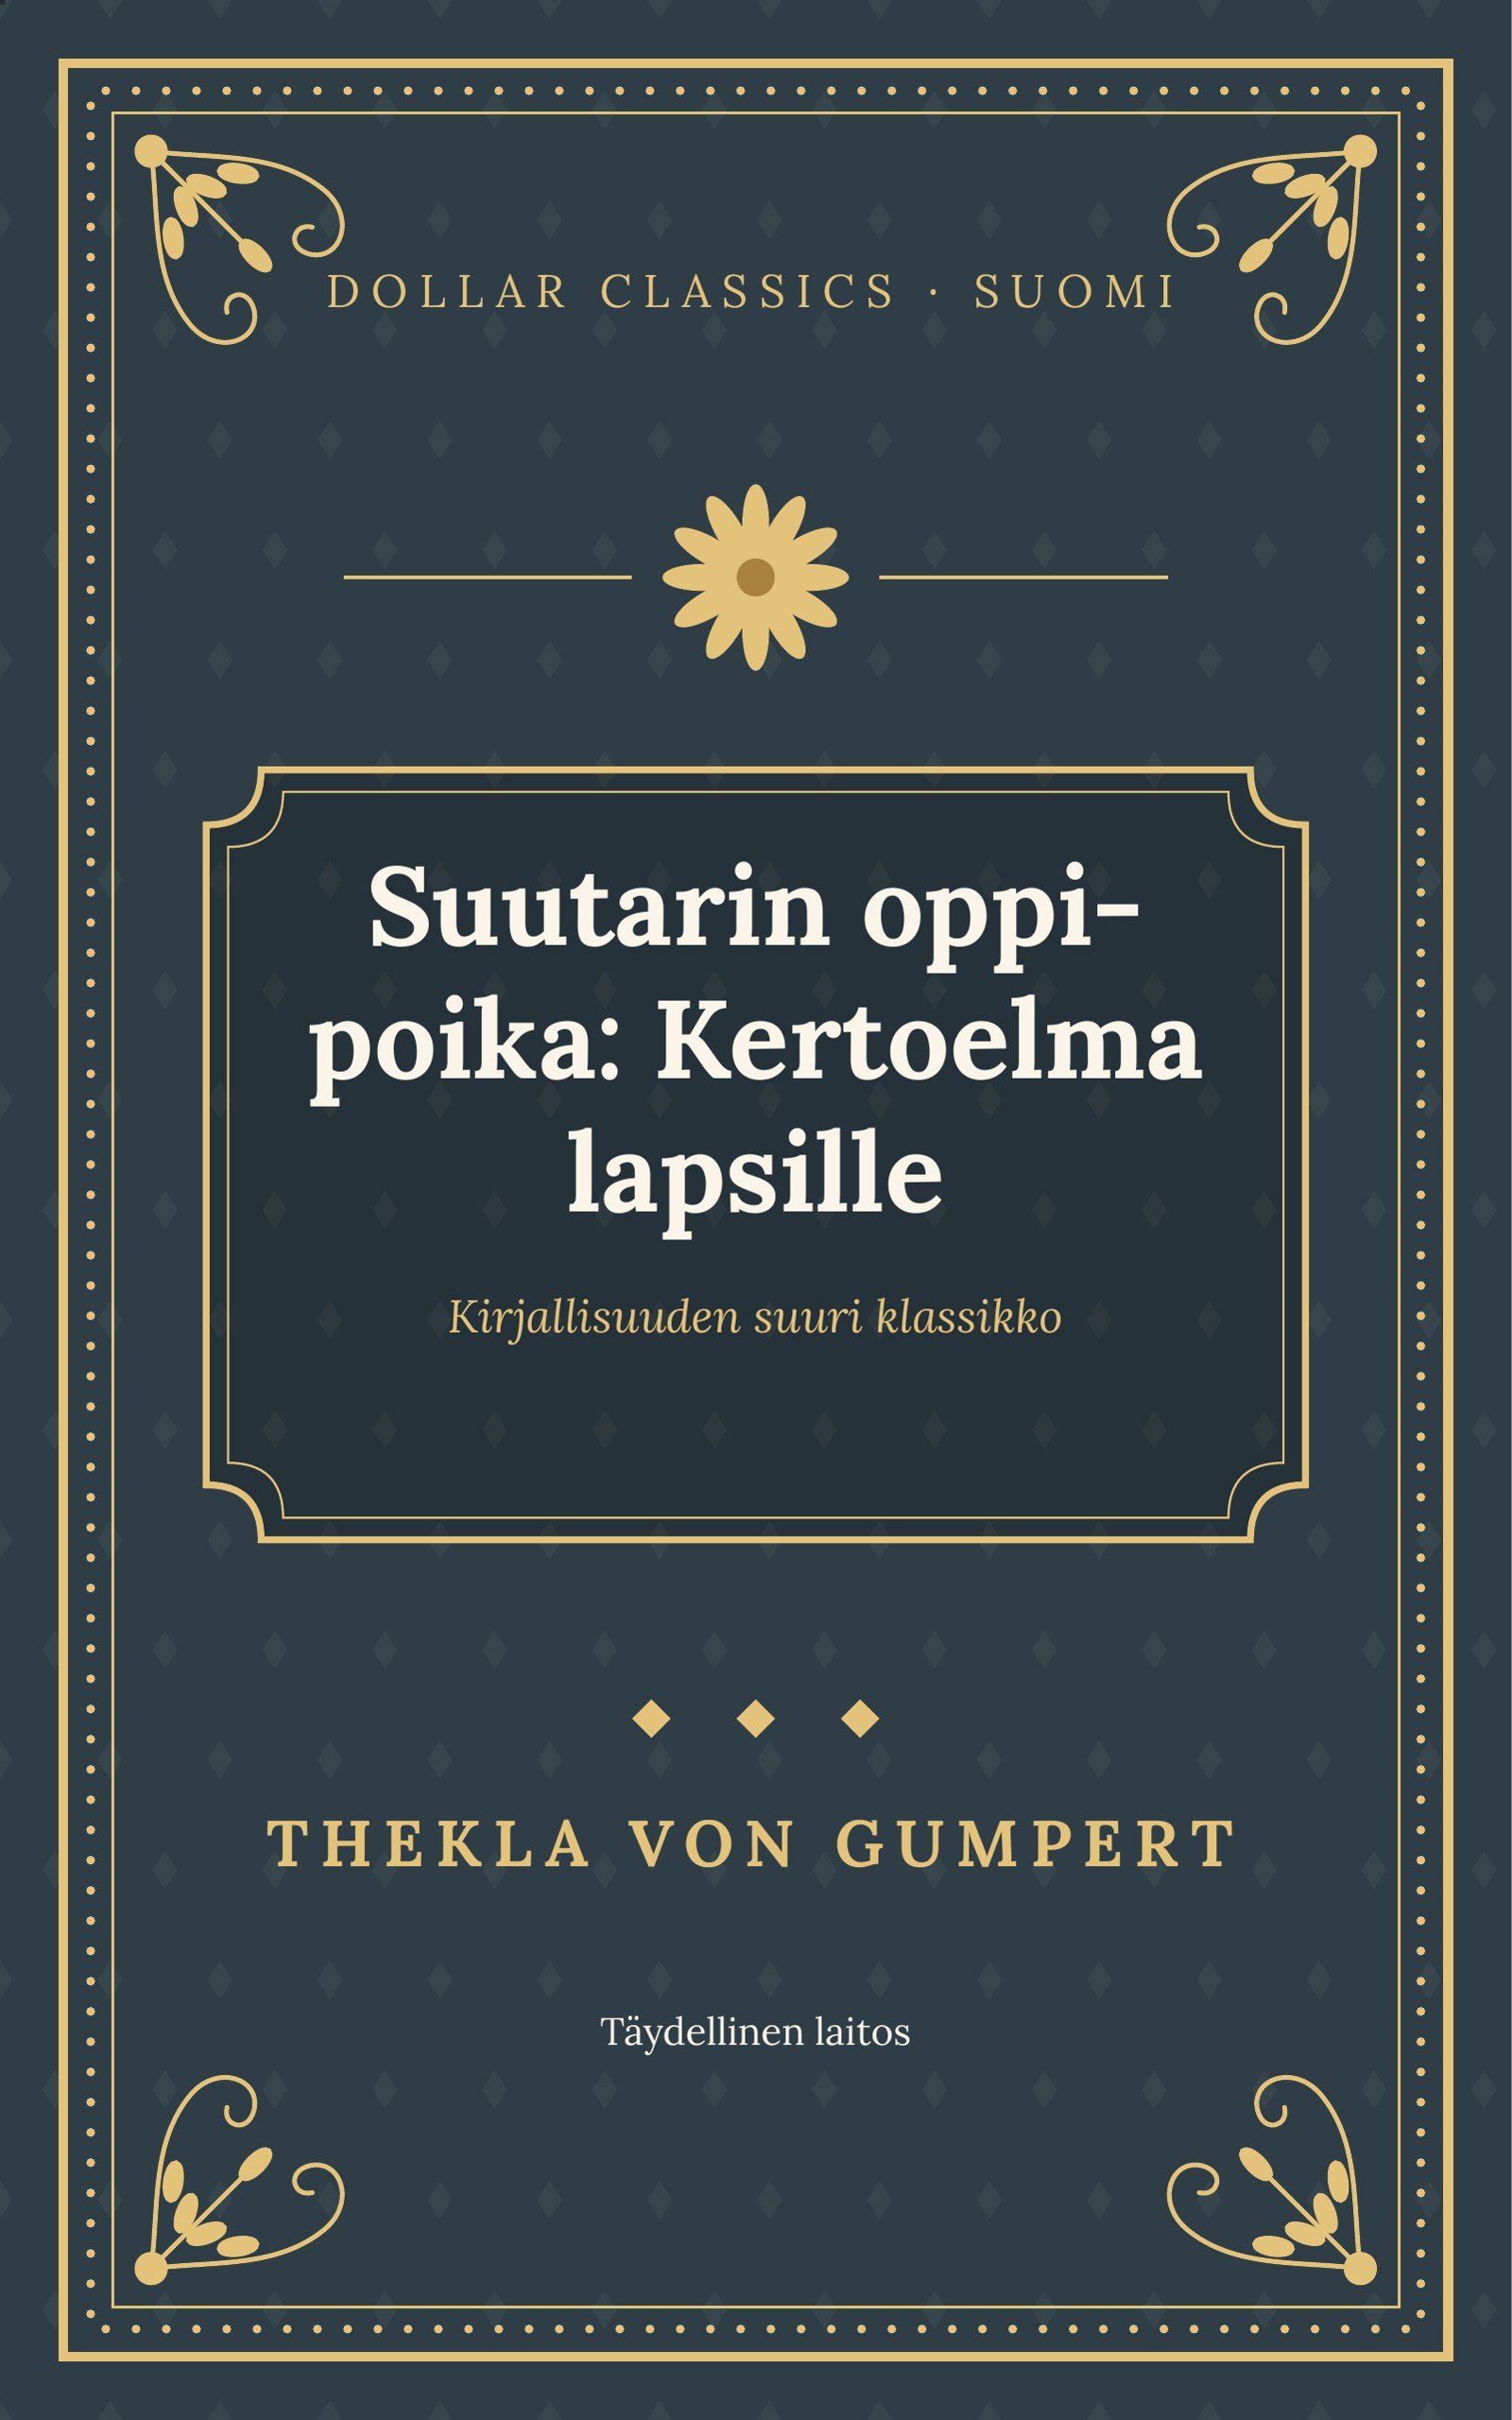 DOLLAR CLASSICS · SUOMI
Suutarin oppi-
poika: Kertoelma
lapsille
Kirjallisuuden suuri klassikko
THEKLA VON GUMPERT
Täydellinen laitos